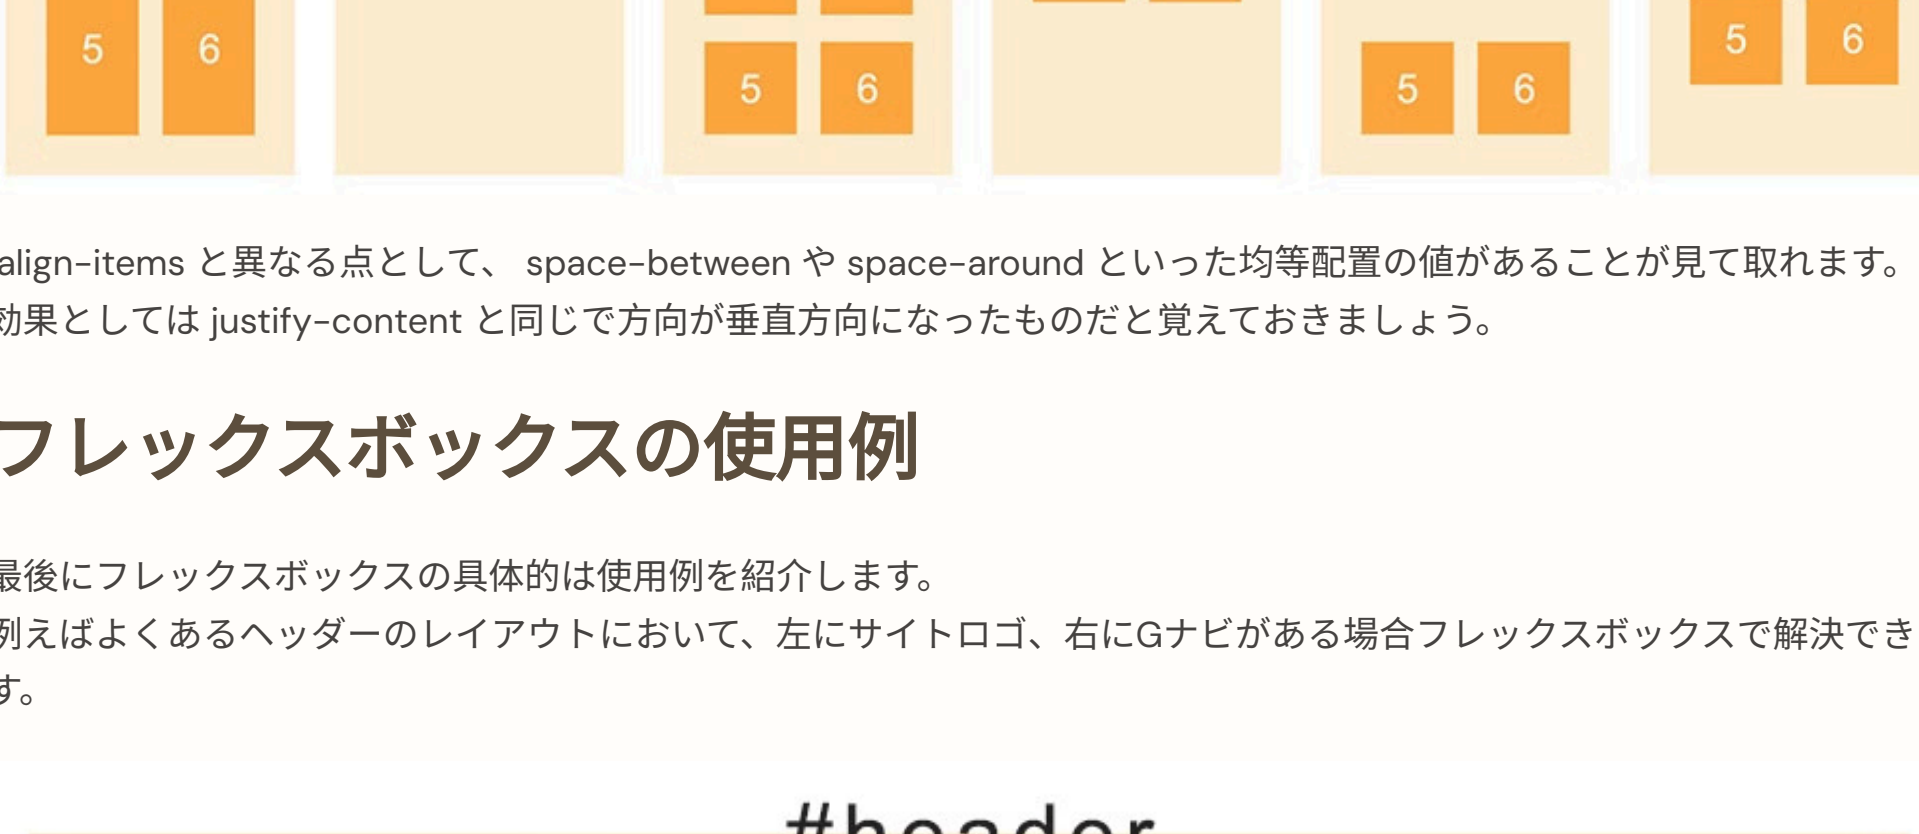 5 6 5 6 5 6 5 6
align-items と異なる点として、 space-between や space-around といった均等配置の値があることが見て取れます。
効果としては justify-content と同じで方向が垂直方向になったものだと覚えておきましょう。
フレックスボックスの使用例
最後にフレックスボックスの具体的は使用例を紹介します。
例えばよくあるヘッダーのレイアウトにおいて、左にサイトロゴ、右にGナビがある場合フレックスボックスで解決でき
す。
#header